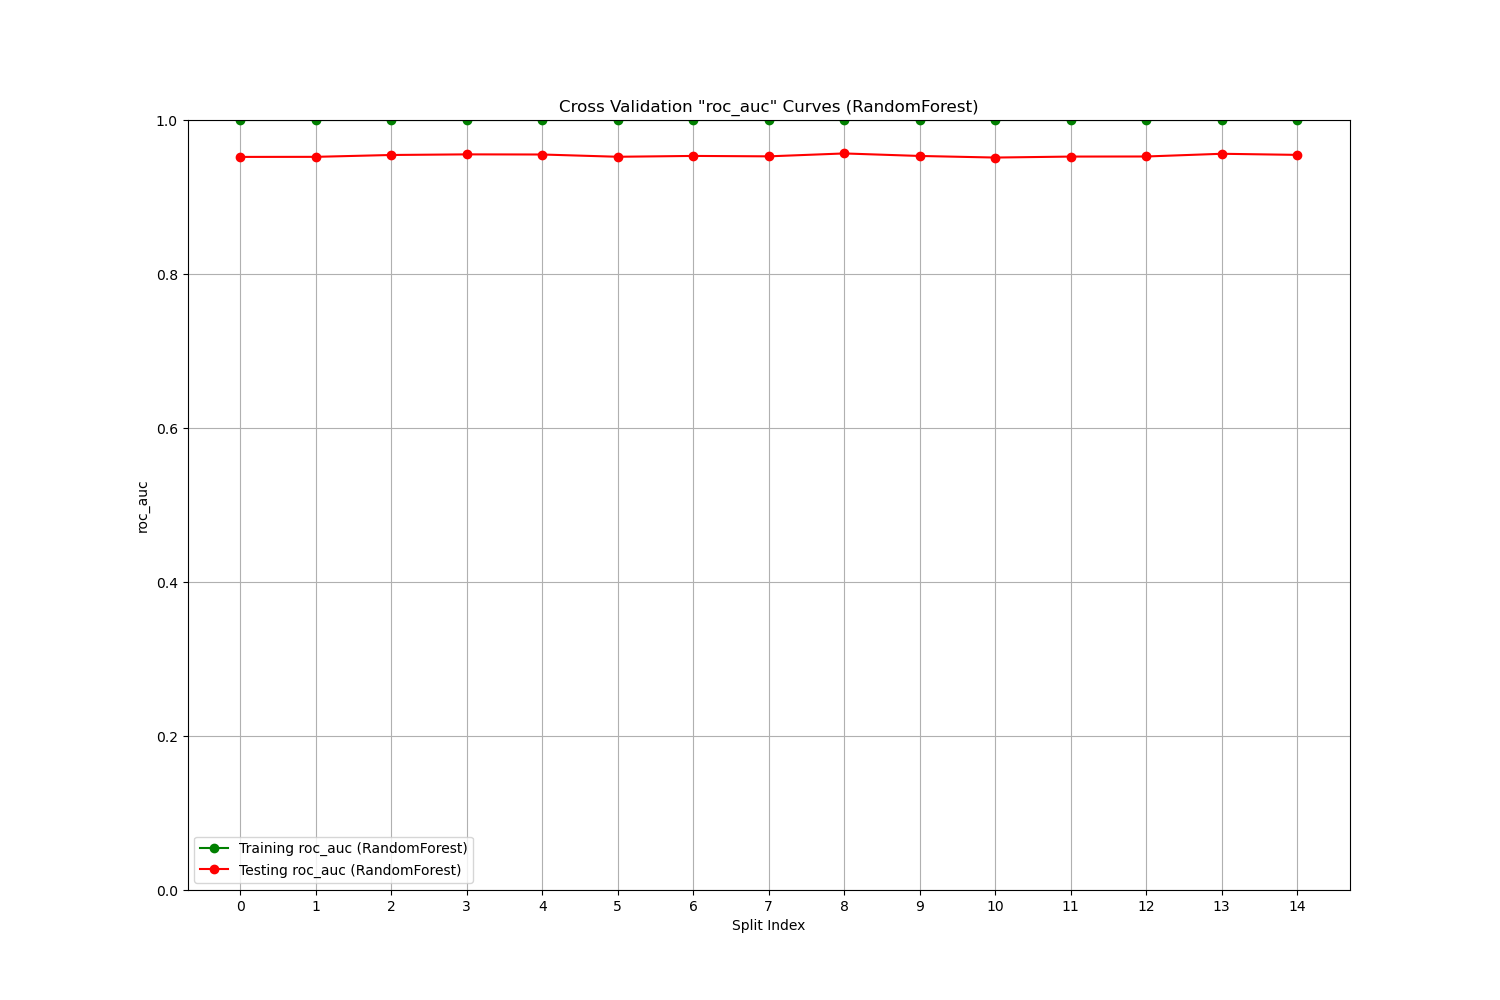 Cross Validation "roc_auc" Curves (RandomForest)
1.0
0.8
0.6
0.4
0.2
0.0
roc_auc
Training roc_auc (RandomForest)
Testing roc_auc (RandomForest)
0 1 2 3 4 5 6 7 8 9 10 11 12 13 14
Split Index